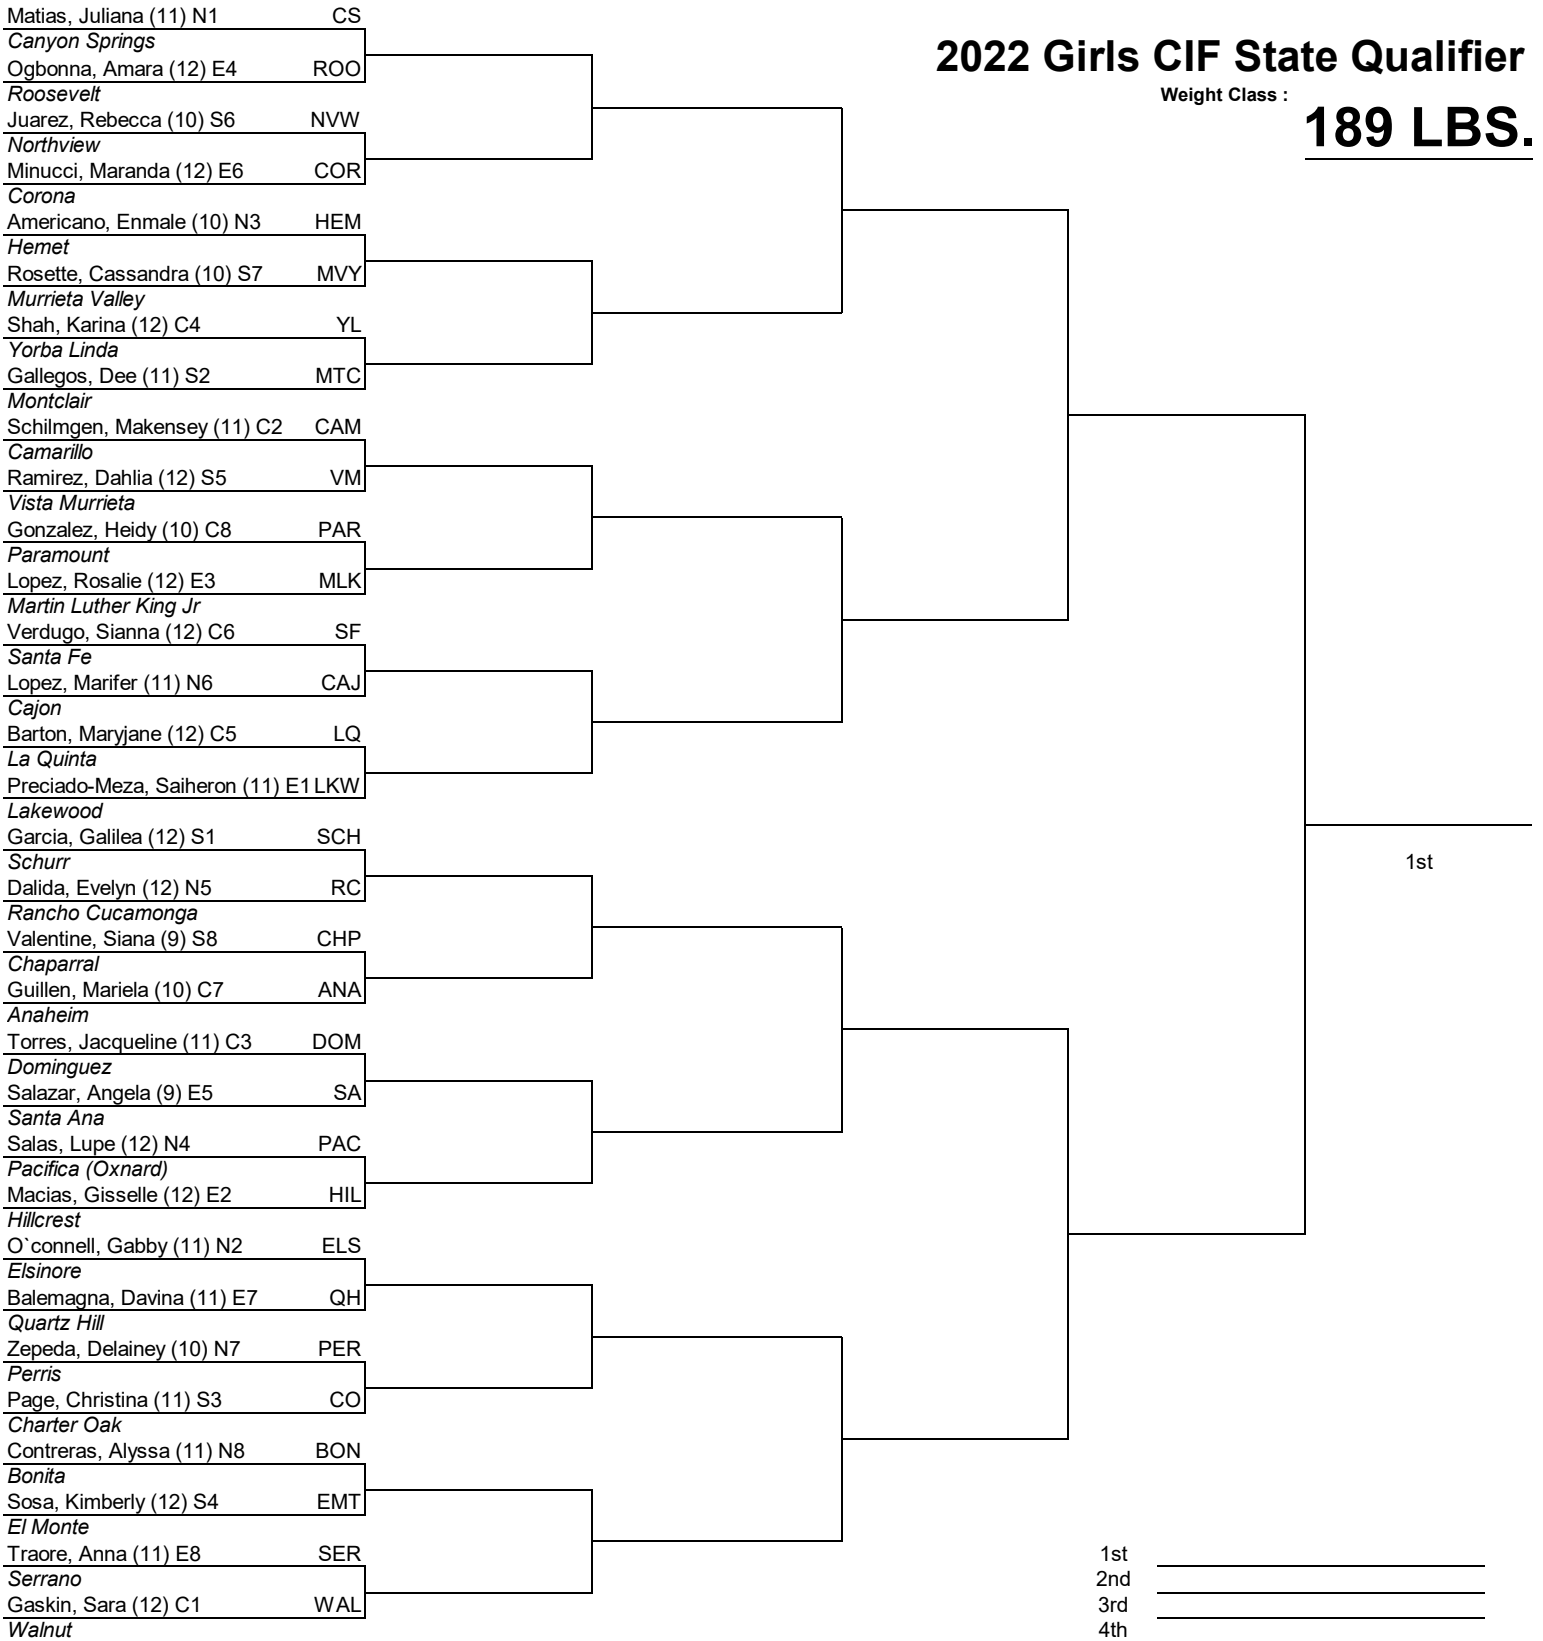 Matias, Juliana (11) N1 CS
Canyon Springs
2022 Girls CIF State Qualifier
Ogbonna, Amara (12) E4 ROO
Roosevelt
Weight Class :
Juarez, Rebecca (10) S6 NVW
189 LBS.
Northview
Minucci, Maranda (12) E6 COR
Corona
Americano, Enmale (10) N3 HEM
Hemet
Rosette, Cassandra (10) S7 MVY
Murrieta Valley
Shah, Karina (12) C4 YL
Yorba Linda
Gallegos, Dee (11) S2 MTC
Montclair
Schilmgen, Makensey (11) C2 CAM
Camarillo
Ramirez, Dahlia (12) S5 VM
Vista Murrieta
Gonzalez, Heidy (10) C8 PAR
Paramount
Lopez, Rosalie (12) E3 MLK
Martin Luther King Jr
Verdugo, Sianna (12) C6 SF
Santa Fe
Lopez, Marifer (11) N6 CAJ
Cajon
Barton, Maryjane (12) C5 LQ
La Quinta
Preciado-Meza, Saiheron (11) E1 LKW
Lakewood
Garcia, Galilea (12) S1 SCH
Schurr
1st
Dalida, Evelyn (12) N5 RC
Rancho Cucamonga
Valentine, Siana (9) S8 CHP
Chaparral
Guillen, Mariela (10) C7 ANA
Anaheim
Torres, Jacqueline (11) C3 DOM
Dominguez
Salazar, Angela (9) E5 SA
Santa Ana
Salas, Lupe (12) N4 PAC
Pacifica (Oxnard)
Macias, Gisselle (12) E2 HIL
Hillcrest
O`connell, Gabby (11) N2 ELS
Elsinore
Balemagna, Davina (11) E7 QH
Quartz Hill
Zepeda, Delainey (10) N7 PER
Perris
Page, Christina (11) S3 CO
Charter Oak
Contreras, Alyssa (11) N8 BON
Bonita
Sosa, Kimberly (12) S4 EMT
El Monte
Traore, Anna (11) E8 SER
Serrano
Gaskin, Sara (12) C1 WAL
Walnut
1st
2nd
3rd
4th